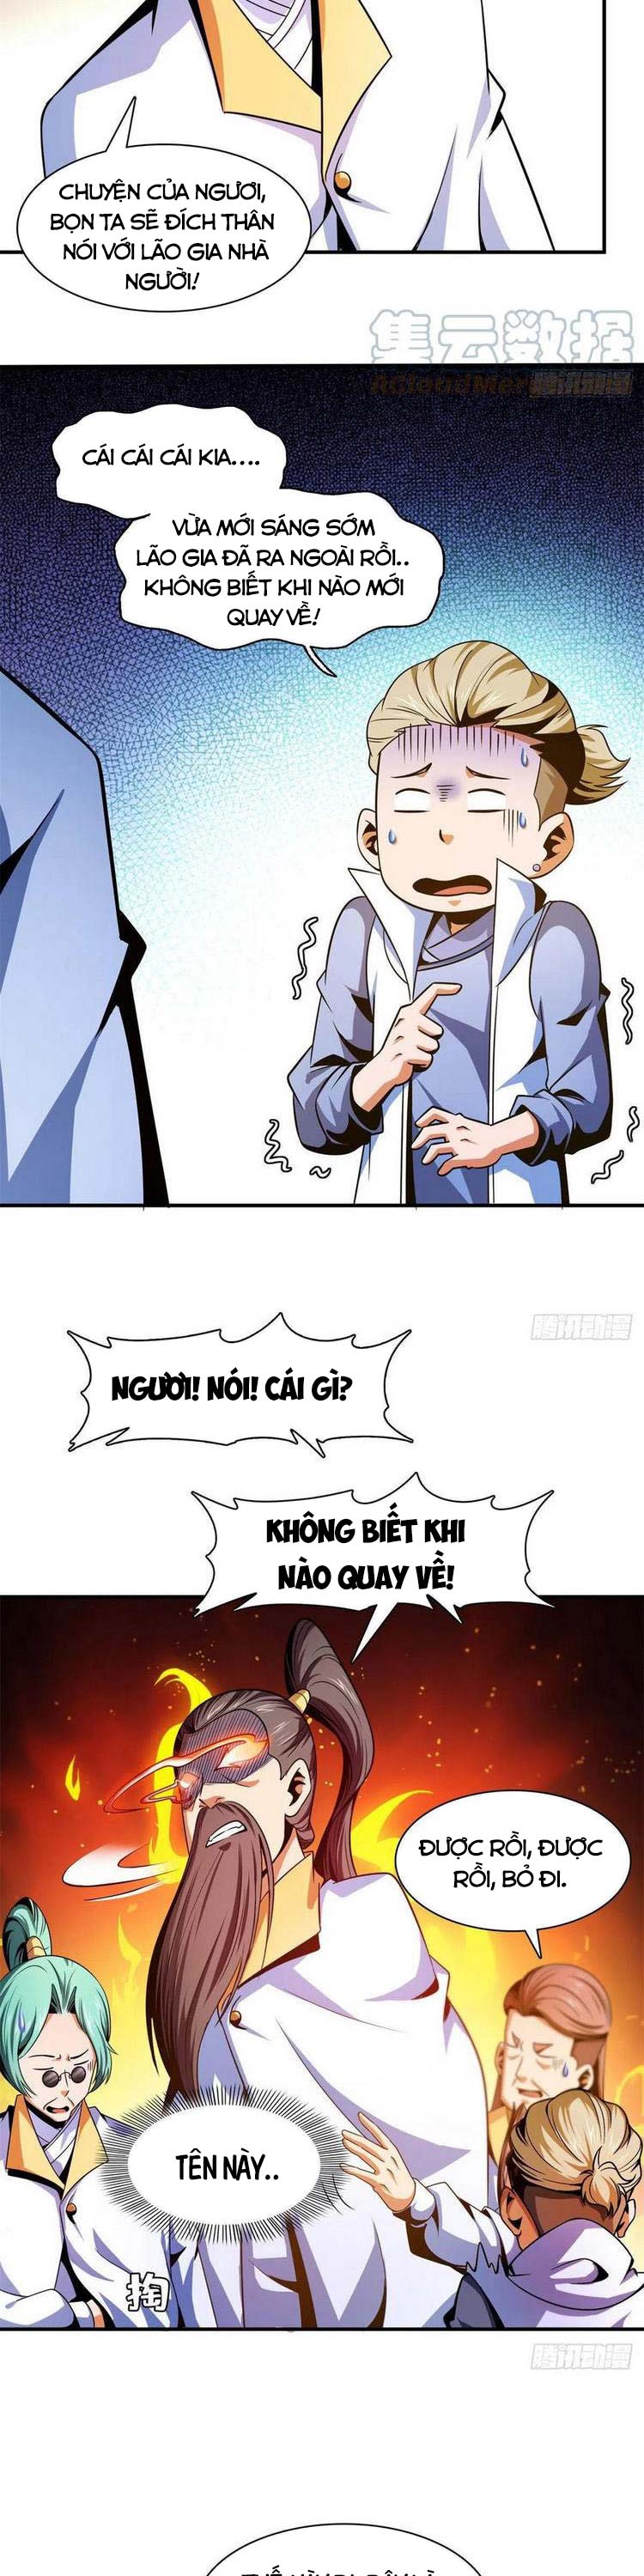 CHUYỆN CỦA NGƯƠI,
BỌN TA SẼ ĐÍCH THÂN
NÓI VỚI LÃO GIA NHÀ
NGƯỜI!
集云数据
CÁI CÁI CÁI KIA....
VỪA MỚI SÁNG SỚM
LÃO GIA ĐÃ RA NGOÀI RỒI..
KHÔNG BIẾT KHI NÀO MỚI
QUAY VỀ!
腾讯动漫
NGƯƠI! NÓI! CÁI GÌ?
KHÔNG BIẾT KHI
NÀO QUAY VỀ!
ĐƯỢC RỒI, ĐƯỢC
RỒI, BỎ ĐI.
TÊN NÀY..
掏
腾讯动漫